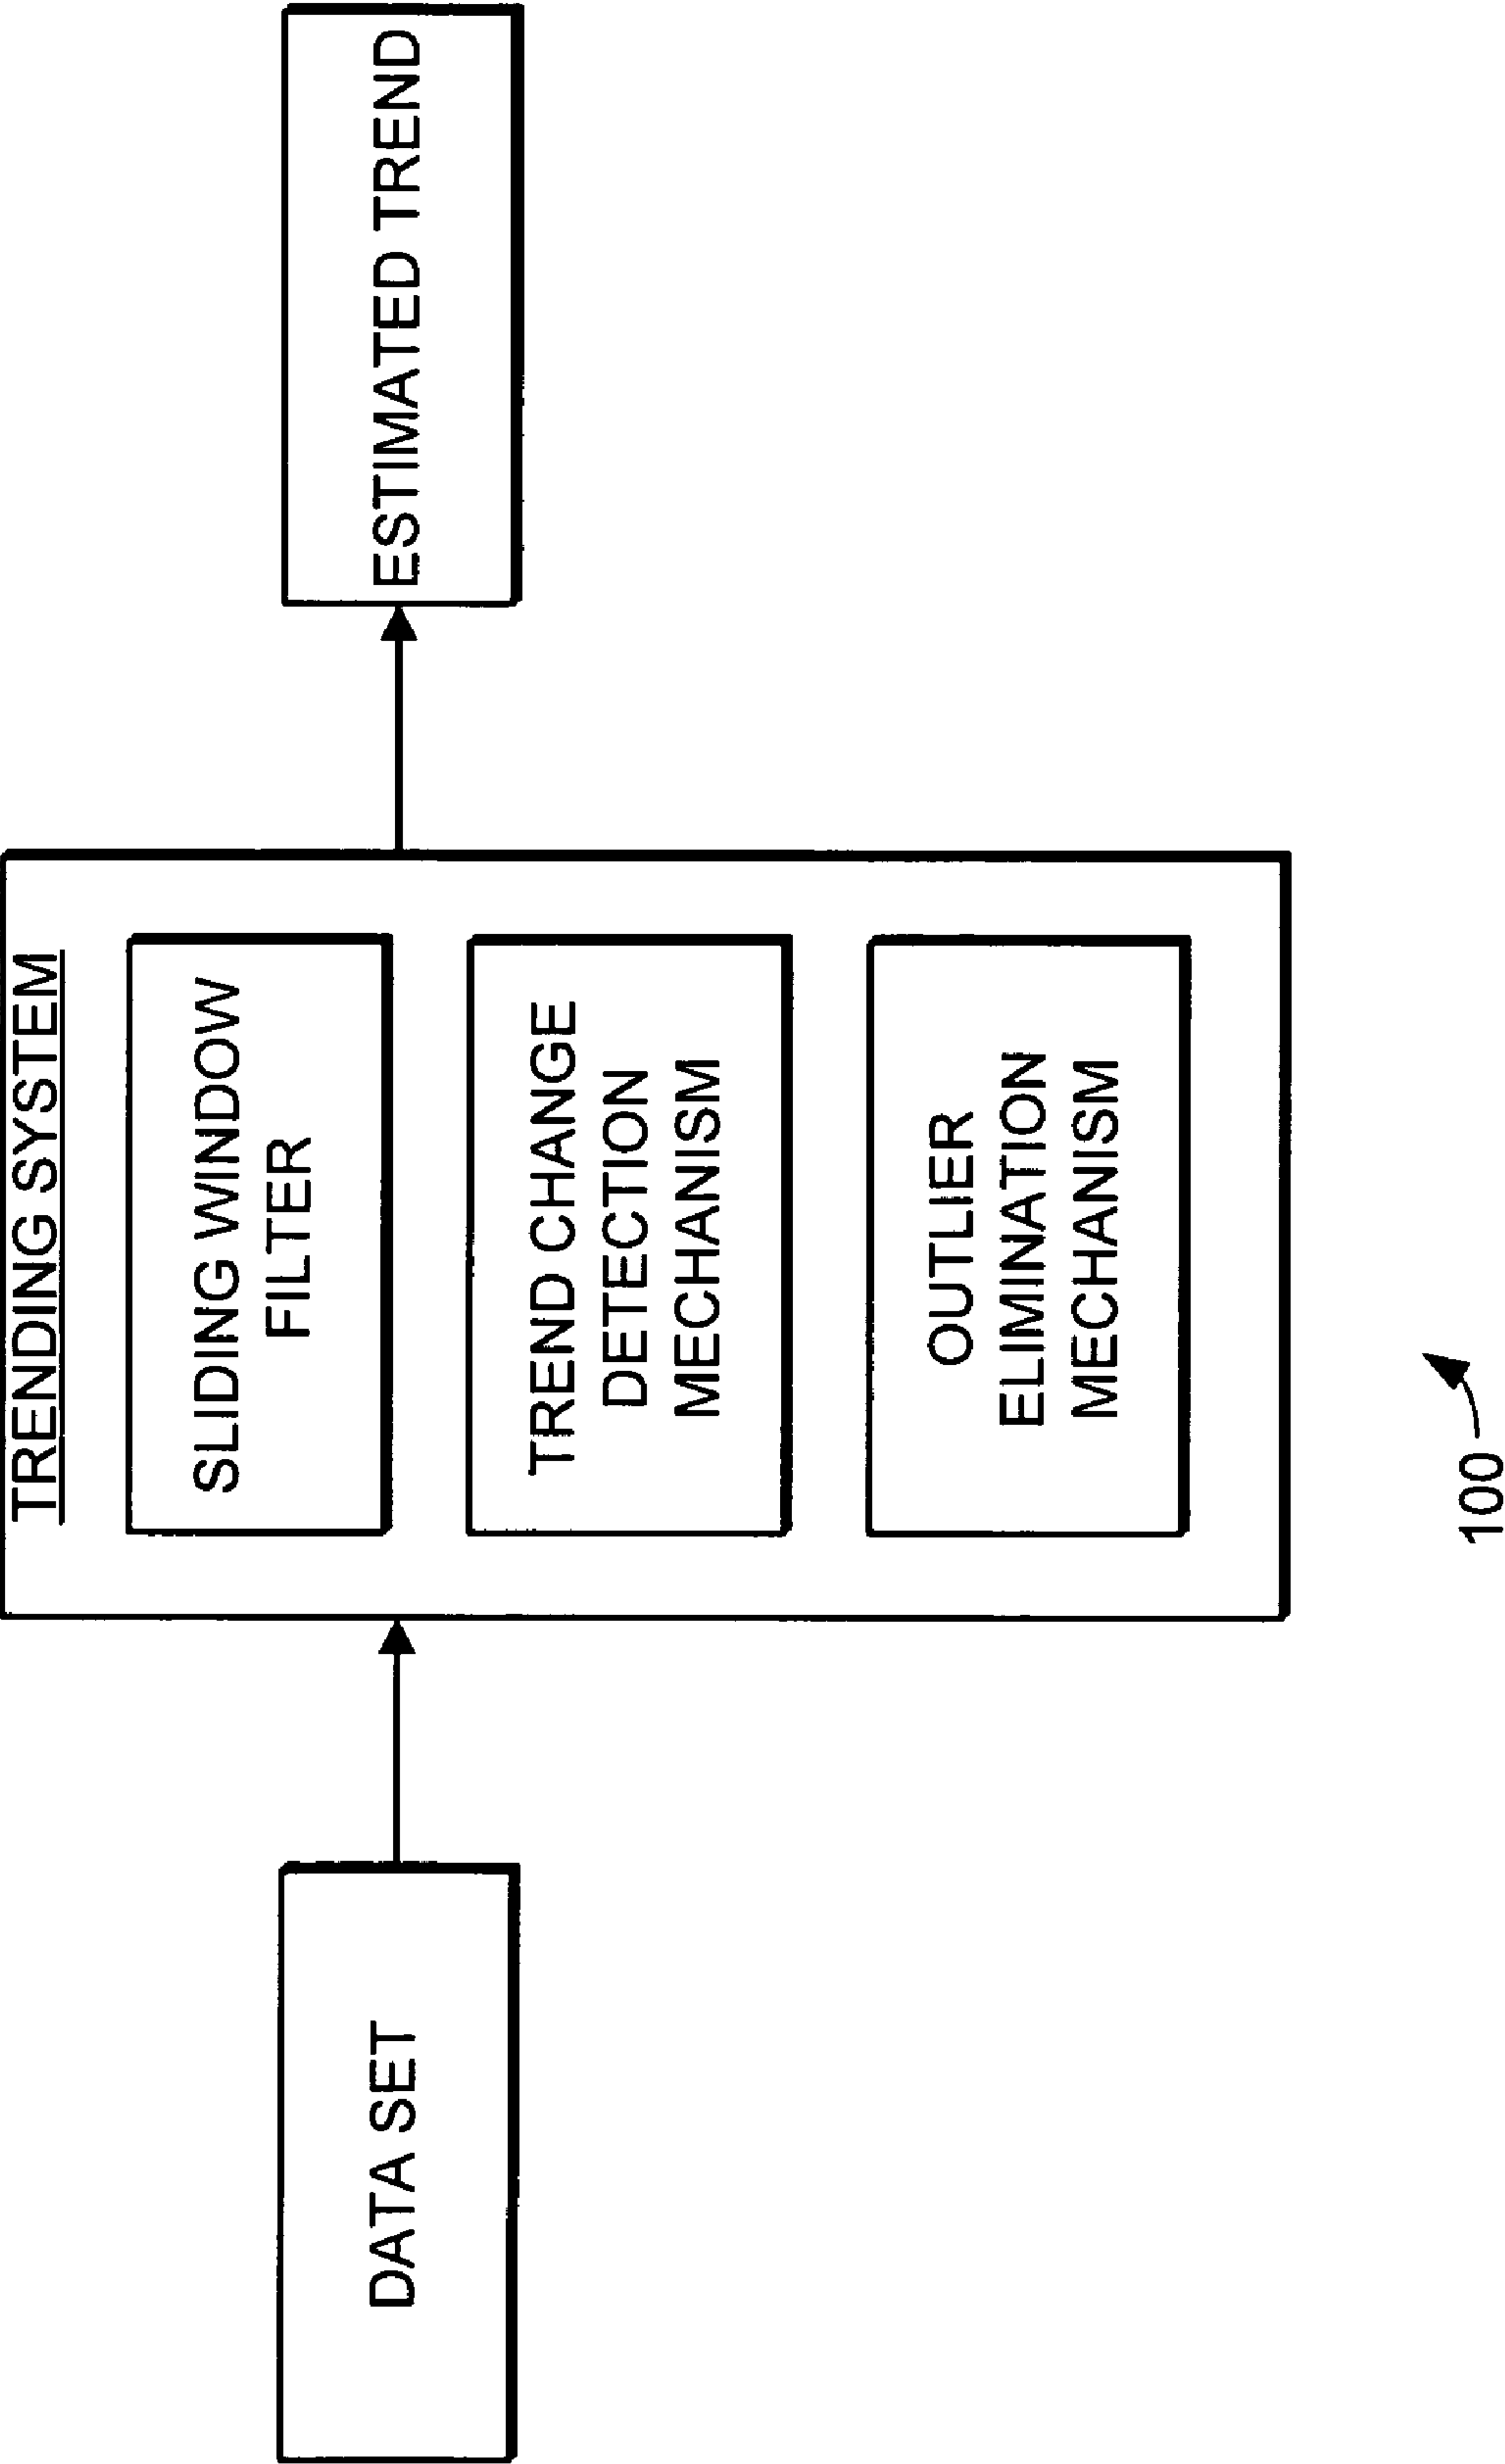 DATA SET
TRENDING SYSTEM
SLIDING WINDOW
FILTER
TREND CHANGE
DETECTION
MECHANISM
OUTLIER
ELIMINATION
MECHANISM
ESTIMATED TREND
100